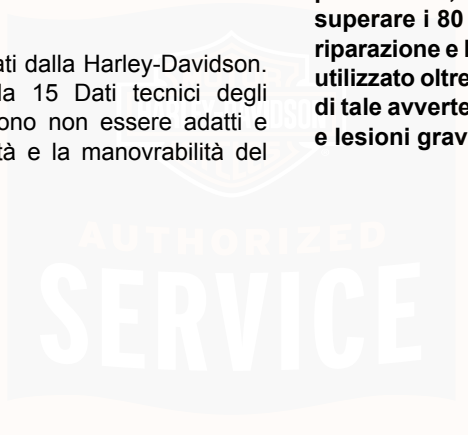 ati dalla Harley-Davidson.
la 15 Dati tecnici degli
ono non essere adatti e
tà e la manovrabilità del
superare i 80
riparazione e
utilizzato oltre
di tale avverte
e lesioni grav
AUTHORIZED
SERVICE